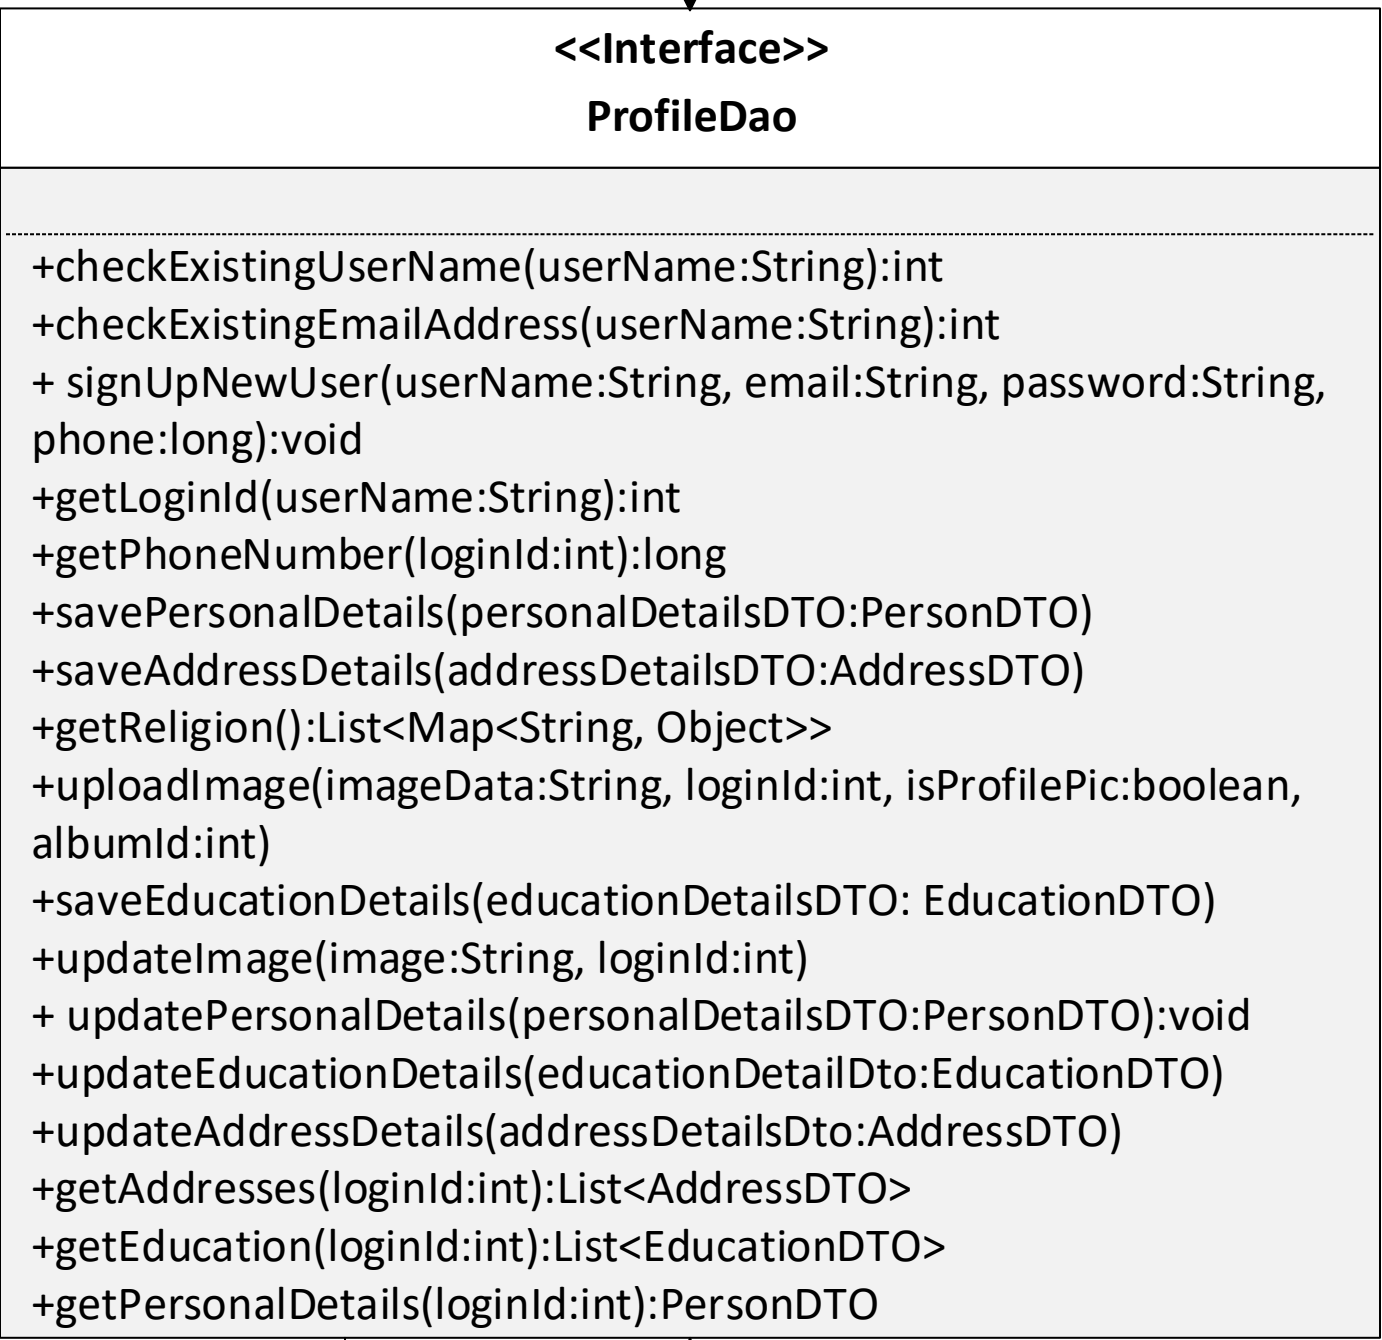 <<Interface>>
ProfileDao
+checkExistingUserName(userName:String):int
+checkExistingEmailAddress(userName:String):int
+ signUpNewUser(userName:String, email:String, password:String,
phone:long):void
+getLoginId(userName:String):int
+getPhoneNumber(loginId:int):long
+savePersonalDetails(personalDetailsDTO:PersonDTO)
+saveAddressDetails(addressDetailsDTO:AddressDTO)
+getReligion():List<Map<String, Object>>
+uploadImage(imageData:String, loginId:int, isProfilePic:boolean,
albumId:int)
+saveEducationDetails(educationDetailsDTO: EducationDTO)
+updateImage(image:String, loginId:int)
+ updatePersonalDetails(personalDetailsDTO:PersonDTO):void
+updateEducationDetails(educationDetailDto:EducationDTO)
+updateAddressDetails(addressDetailsDto:AddressDTO)
+getAddresses(loginId:int):List<AddressDTO>
+getEducation(loginId:int):List<EducationDTO>
+getPersonalDetails(loginId:int):PersonDTO